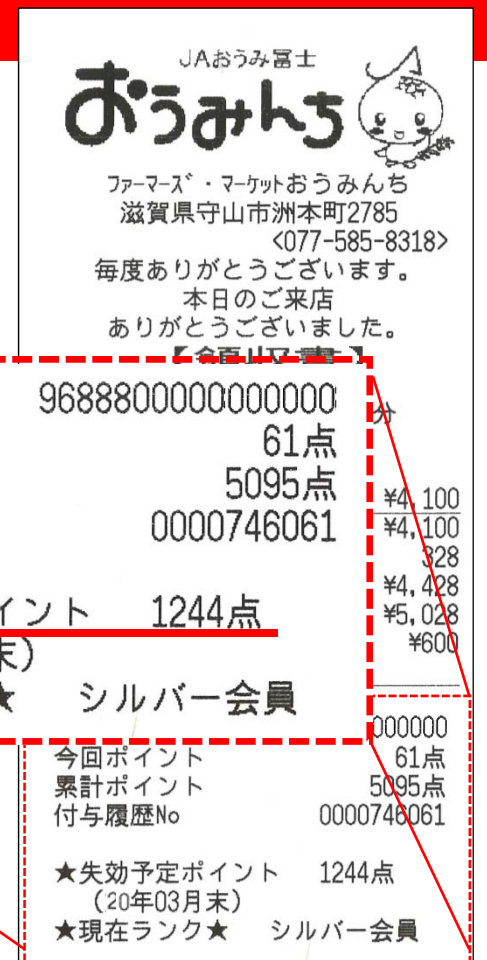 JAおうみ冨士
おうみんち
ファーマーズ・マーケットおうみんち
滋賀県守山市洲本町2785
<077-585-8318>
毎度ありがとうございます。
本日のご来店
ありがとうございました。
【領収書】
分
9688800000000000
61点
5095点
0000746061
イント 1244点
末)
★ シルバー会員
¥4,100
¥4,100
328
¥4,428
¥5,028
¥600
000000
今回ポイント 61点
累計ポイント 5095点
付与履歴No 0000746061
★失効予定ポイント 1244点
(20年03月末)
★現在ランク★ シルバー会員